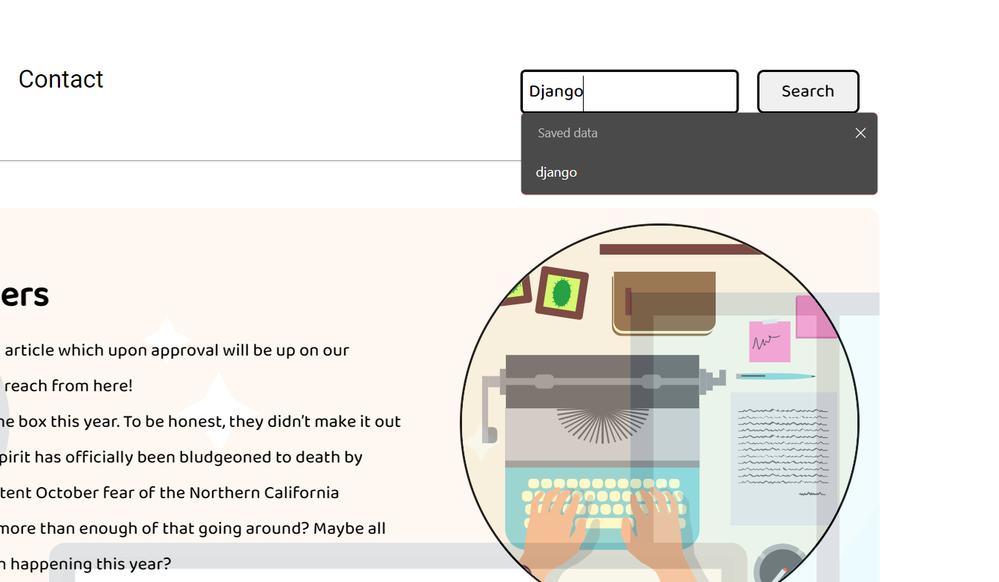 Contact
Django
Search
Saved data
django
ers
article which upon approval will be up on our
reach from here!
ne box this year. To be honest, they didn't make it out
pirit has officially been bludgeoned to death by
tent October fear of the Northern California
more than enough of that going around? Maybe all
n happening this year?